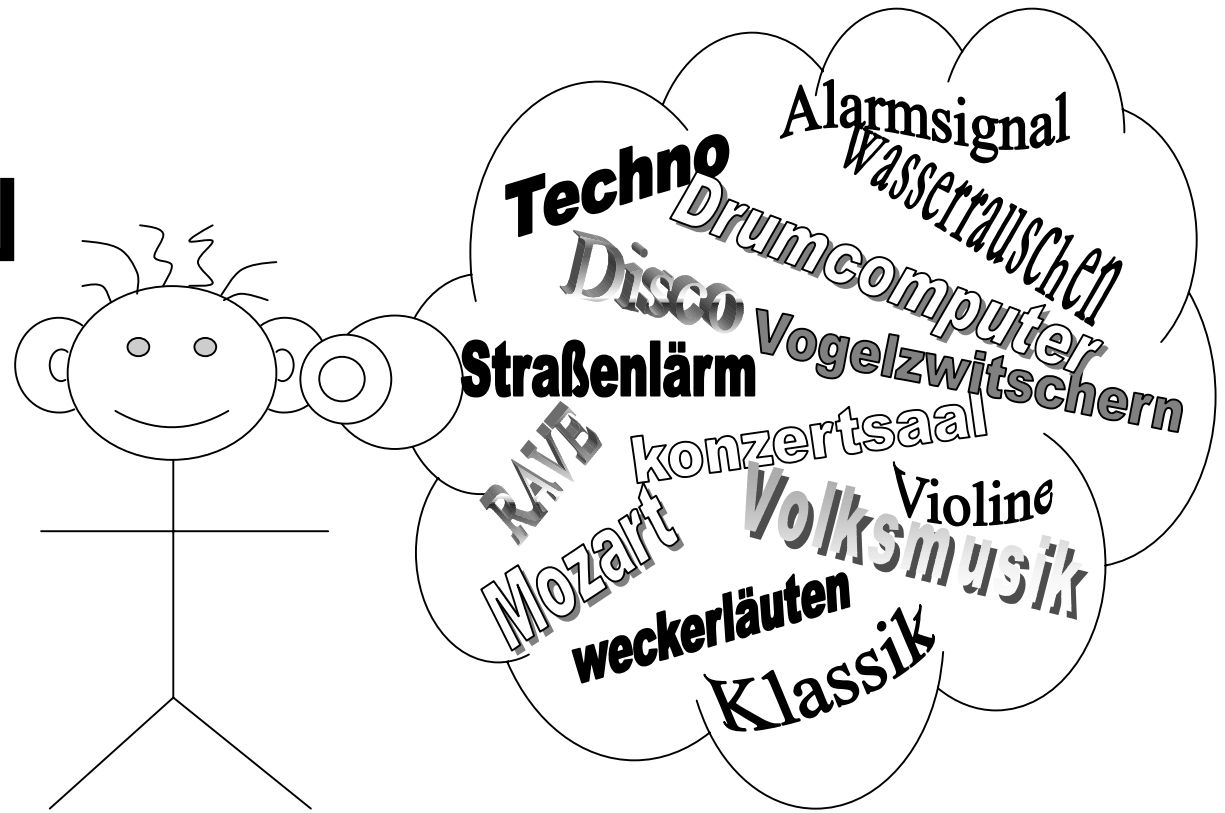 Alarmsignal
Wasserrauschen
Techno
Drumcomputer
Disco
Vogelzwitschern
Straßenlärm
konzertsaal
RAVE
Violine
Volksmusik
Mozart
weckerläuten
Klassik